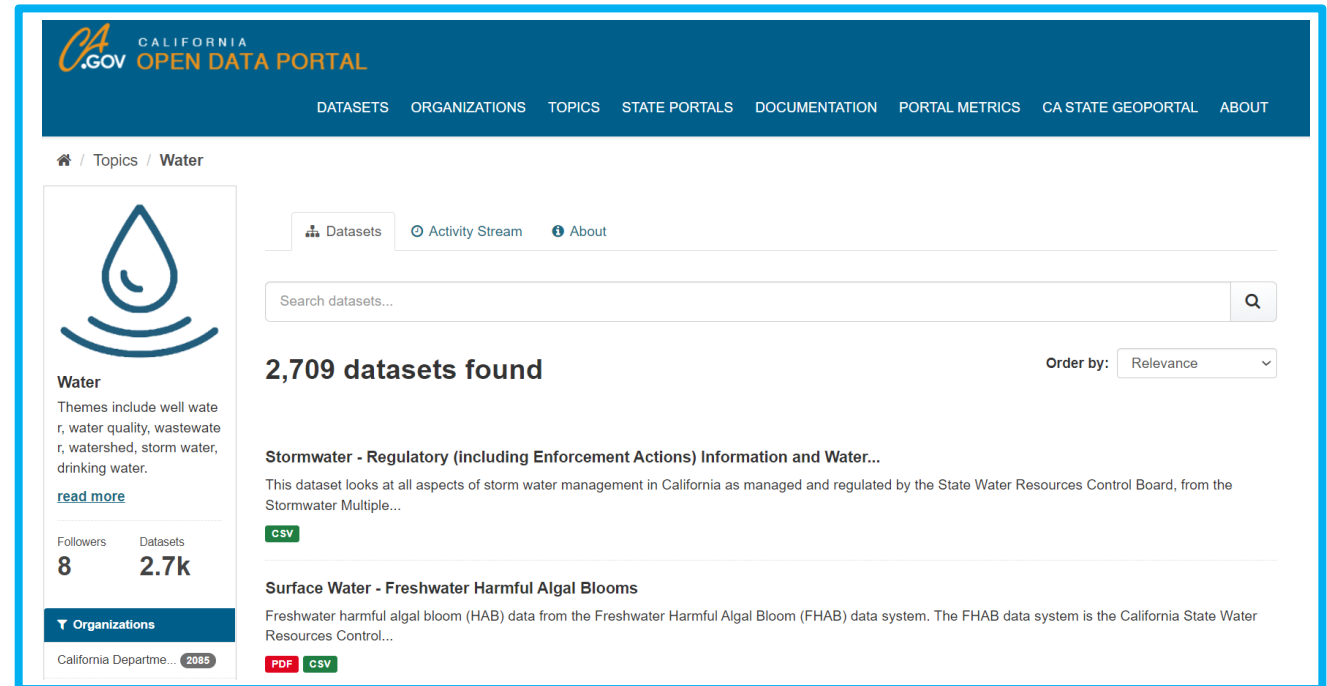 CA.GOV
CALIFORNIA
OPEN DATA PORTAL
DATASETS ORGANIZATIONS TOPICS STATE PORTALS DOCUMENTATION PORTAL METRICS CA STATE GEOPORTAL ABOUT
/ Topics / Water
Datasets Activity Stream About
Search datasets...
2,709 datasets found
Order by: Relevance
Water
Themes include well wate
r, water quality, wastewate
r, watershed, storm water,
drinking water.
read more
Followers Datasets
8 2.7k
Organizations
California Departme... 2085
Stormwater - Regulatory (including Enforcement Actions) Information and Water...
This dataset looks at all aspects of storm water management in California as managed and regulated by the State Water Resources Control Board, from the
Stormwater Multiple...
CSV
Surface Water - Freshwater Harmful Algal Blooms
Freshwater harmful algal bloom (HAB) data from the Freshwater Harmful Algal Bloom (FHAB) data system. The FHAB data system is the California State Water
Resources Control...
PDF CSV